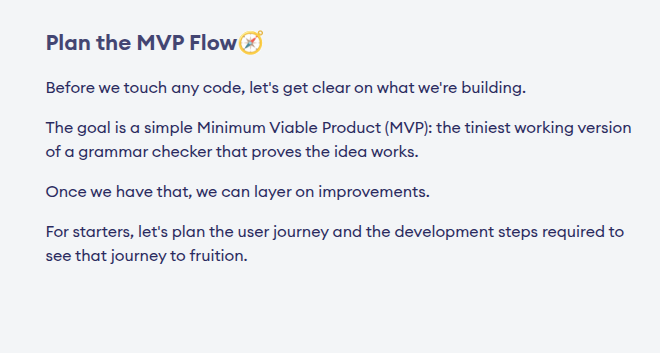 Plan the MVP Flow🧭
Before we touch any code, let's get clear on what we're building.
The goal is a simple Minimum Viable Product (MVP): the tiniest working version
of a grammar checker that proves the idea works.
Once we have that, we can layer on improvements.
For starters, let's plan the user journey and the development steps required to
see that journey to fruition.